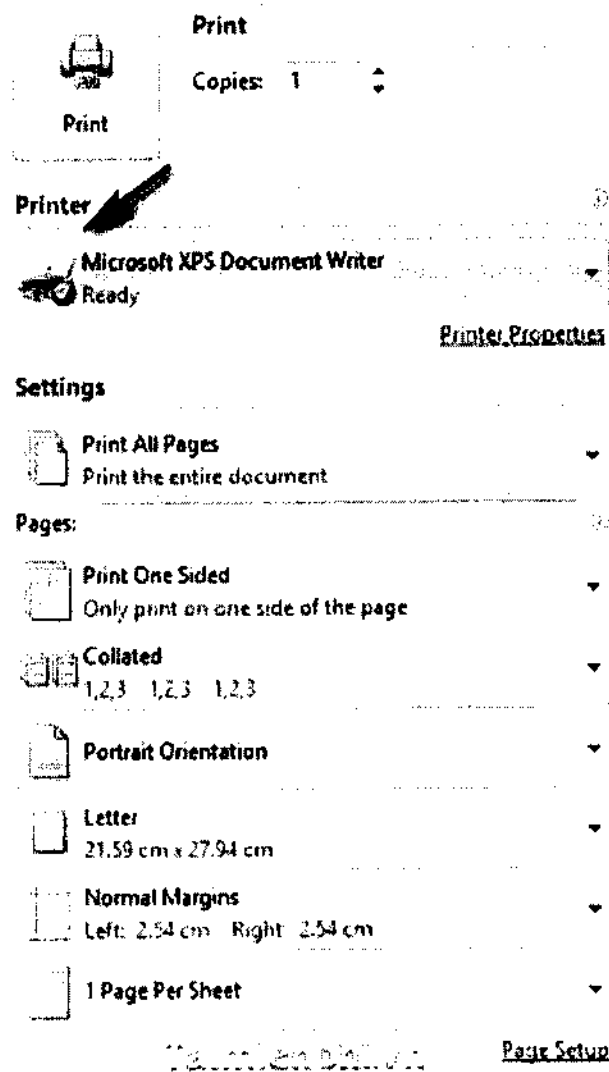 Print
Copies: 1
Print
Printer
Microsoft XPS Document Writer
Ready
Printer Properties
Settings
Print All Pages
Print the entire document
Pages:
Print One Sided
Only print on one side of the page
Collated
1,2,3 1,2,3 1,2,3
Portrait Orientation
Letter
21.59 cm x 27.94 cm
Normal Margins
Left: 2.54 cm Right: 2.54 cm
1 Page Per Sheet
Page Setup